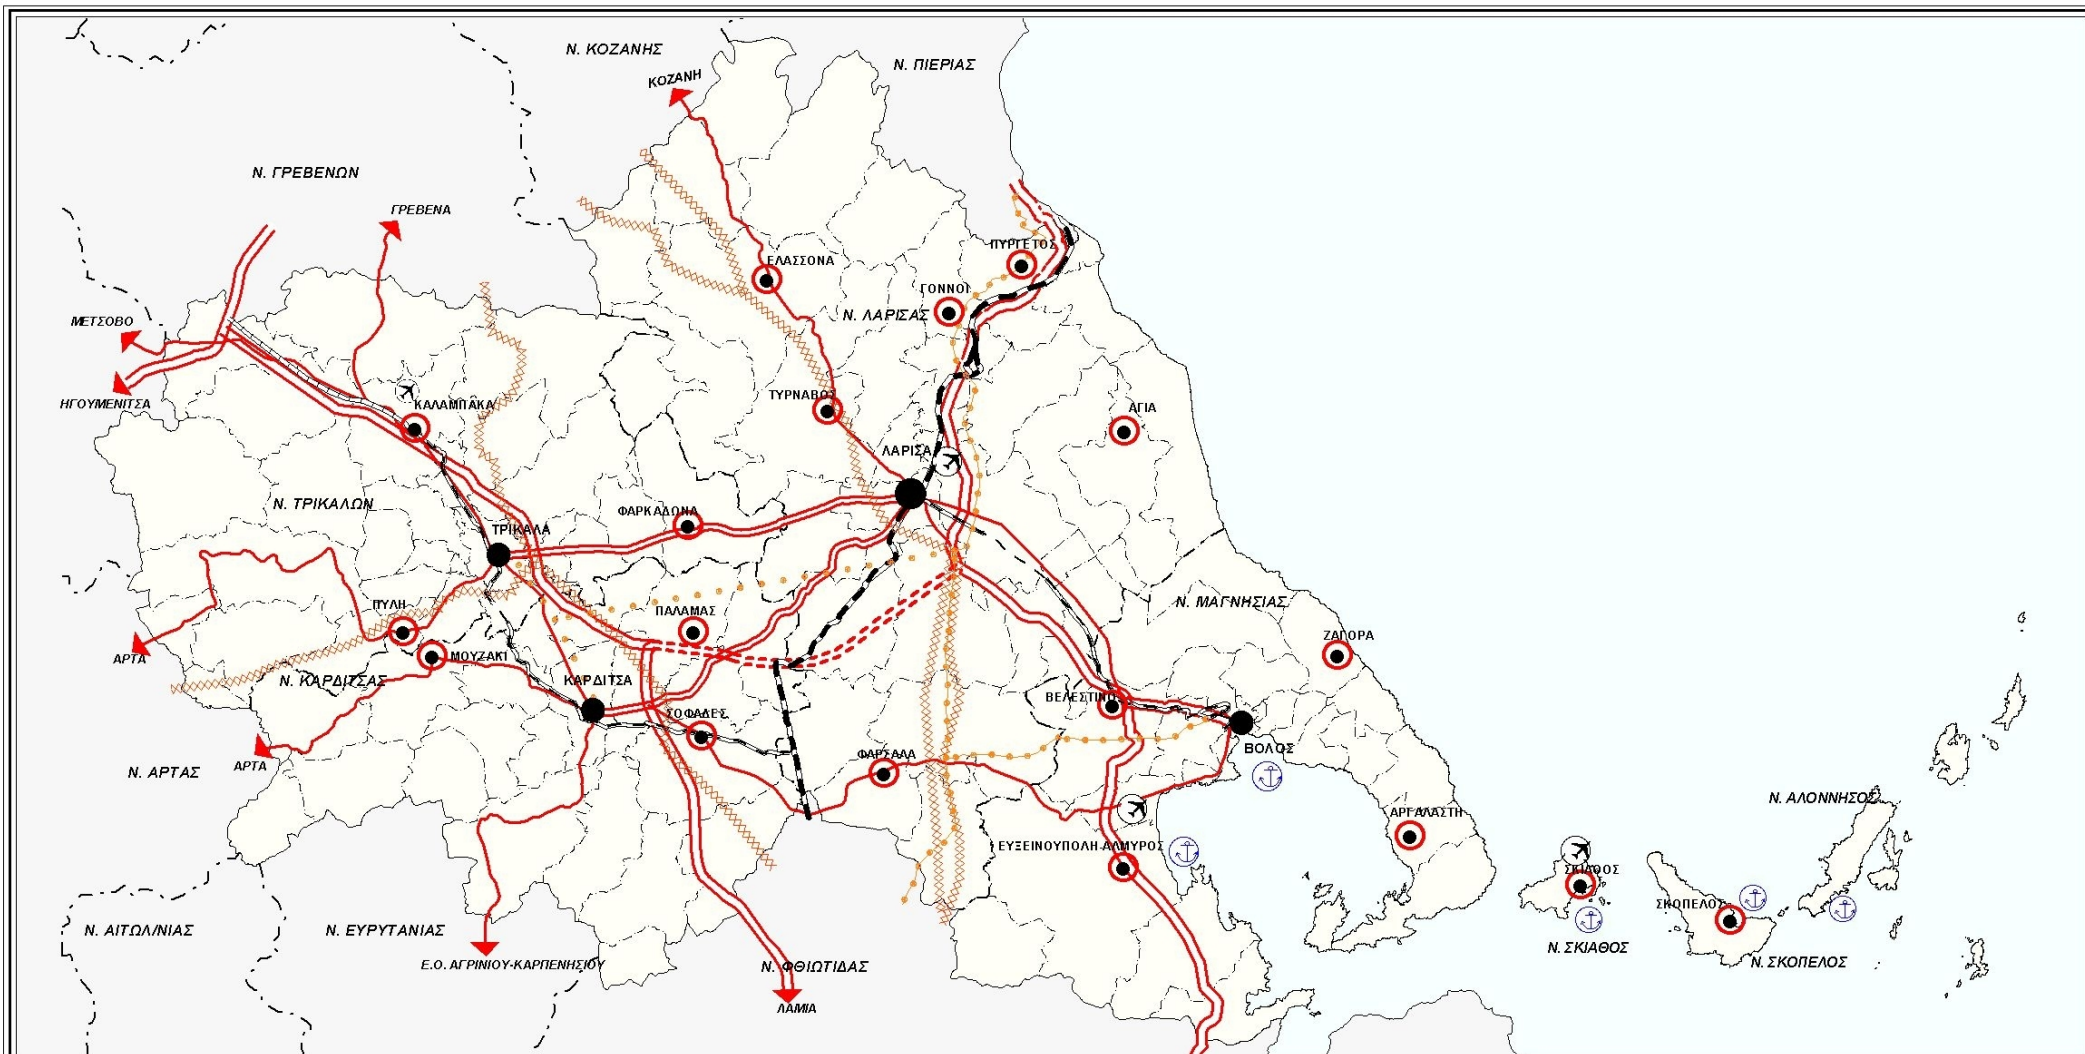 Ν. ΚΟΖΑΝΗΣ
Ν. ΠΙΕΡΙΑΣ
ΚΟΖΑΝΗ
Ν. ΓΡΕΒΕΝΩΝ
ΓΡΕΒΕΝΑ
ΠΥΡΓΕΤΟΣ
ΕΛΑΣΣΟΝΑ
ΓΟΝΝΟΙ
Ν. ΛΑΡΙΣΑΣ
ΜΕΤΣΟΒΟ
ΗΓΟΥΜΕΝΙΤΣΑ
ΚΑΛΑΜΠΑΚΑ
ΤΥΡΝΑΒΟΣ
ΑΓΙΑ
ΛΑΡΙΣΑ
Ν. ΤΡΙΚΑΛΩΝ
ΦΑΡΚΑΔΟΝΑ
ΤΡΙΚΑΛΑ
ΠΥΛΗ
ΠΑΛΑΜΑΣ
Ν. ΜΑΓΝΗΣΙΑΣ
ΖΑΓΟΡΑ
ΑΡΤΑ
ΜΟΥΖΑΚΙ
Ν. ΚΑΡΔΙΤΣΑΣ
ΚΑΡΔΙΤΣΑ
ΒΕΛΕΣΤΙΝΟ
ΣΟΦΑΔΕΣ
ΒΟΛΟΣ
ΦΑΡΣΑΛΑ
Ν. ΑΡΤΑΣ
ΑΡΤΑ
Ν. ΑΛΟΝΝΗΣΟΣ
ΑΡΓΑΛΑΣΤΗ
ΕΥΞΕΙΝΟΥΠΟΛΗ-ΑΛΜΥΡΟΣ
ΣΚΙΑΘΟΣ
ΣΚΟΠΕΛΟΣ
Ν. ΑΙΤΩΛ/ΝΙΑΣ
Ν. ΕΥΡΥΤΑΝΙΑΣ
Ν. ΣΚΙΑΘΟΣ
Ν. ΣΚΟΠΕΛΟΣ
Ε.Ο. ΑΓΡΙΝΙΟΥ-ΚΑΡΠΕΝΗΣΙΟΥ
Ν. ΦΘΙΩΤΙΔΑΣ
ΛΑΜΙΑ